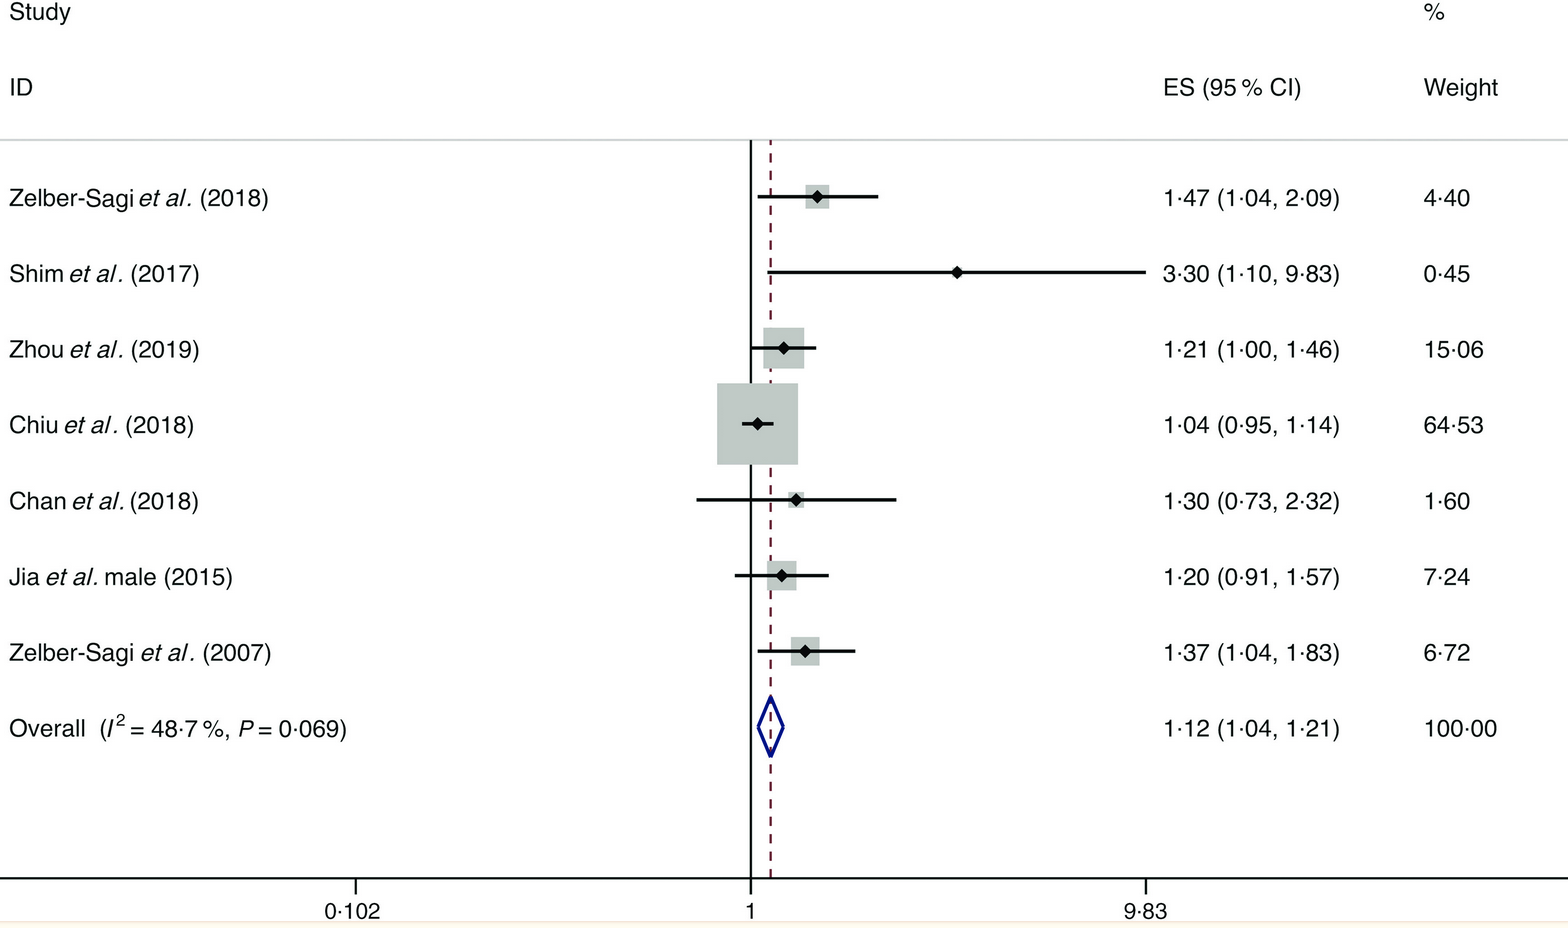 Study %
ID ES (95 % CI) Weight
Zelber-Sagi et al. (2018) 1·47 (1·04, 2·09) 4·40
Shim et al. (2017) 3·30 (1·10, 9·83) 0·45
Zhou et al. (2019) 1·21 (1·00, 1·46) 15·06
Chiu et al. (2018) 1·04 (0·95, 1·14) 64·53
Chan et al. (2018) 1·30 (0·73, 2·32) 1·60
Jia et al. male (2015) 1·20 (0·91, 1·57) 7·24
Zelber-Sagi et al. (2007) 1·37 (1·04, 1·83) 6·72
Overall (I² = 48·7 %, P = 0·069) 1·12 (1·04, 1·21) 100·00
0·102 1 9·83